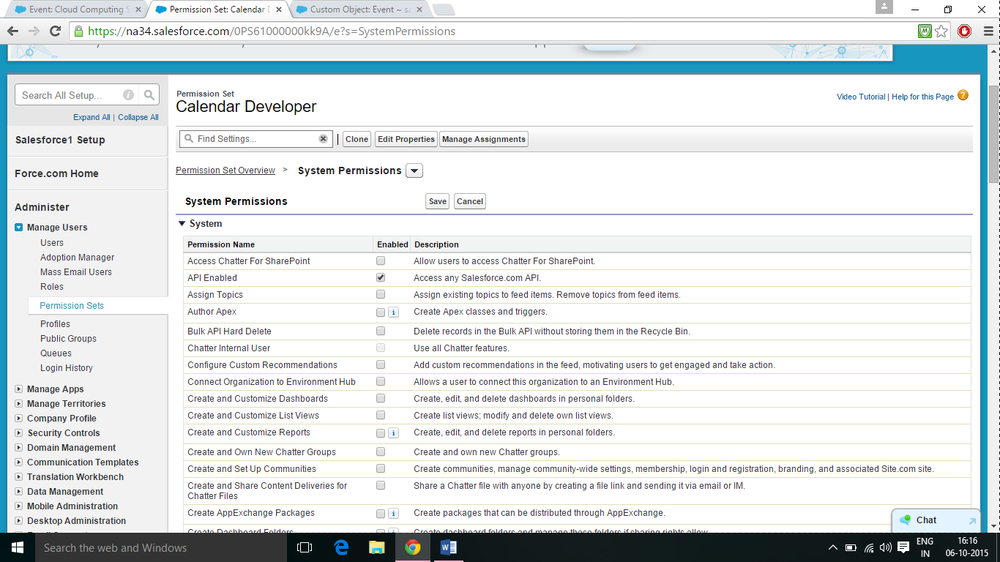 Event: Cloud Computing S
Permission Set: Calendar D
Custom Object: Event ~ sa
https://na34.salesforce.com/0PS61000000kk9A/e?s=SystemPermissions
Search All Setup...
Expand All | Collapse All
Salesforce1 Setup
Force.com Home
Administer
Manage Users
Users
Adoption Manager
Mass Email Users
Roles
Permission Sets
Profiles
Public Groups
Queues
Login History
Manage Apps
Manage Territories
Company Profile
Security Controls
Domain Management
Communication Templates
Translation Workbench
Data Management
Mobile Administration
Desktop Administration
Permission Set
Calendar Developer
Video Tutorial | Help for this Page
Find Settings...
Clone
Edit Properties
Manage Assignments
Permission Set Overview > System Permissions
System Permissions
Save
Cancel
System
Permission Name Enabled Description
Access Chatter For SharePoint Allow users to access Chatter For SharePoint.
API Enabled Access any Salesforce.com API.
Assign Topics Assign existing topics to feed items. Remove topics from feed items.
Author Apex i Create Apex classes and triggers.
Bulk API Hard Delete Delete records in the Bulk API without storing them in the Recycle Bin.
Chatter Internal User Use all Chatter features.
Configure Custom Recommendations Add custom recommendations in the feed, motivating users to get engaged and take action.
Connect Organization to Environment Hub Allows a user to connect this organization to an Environment Hub.
Create and Customize Dashboards Create, edit, and delete dashboards in personal folders.
Create and Customize List Views Create list views; modify and delete own list views.
Create and Customize Reports i Create, edit, and delete reports in personal folders.
Create and Own New Chatter Groups Create and own new Chatter groups.
Create and Set Up Communities Create communities, manage community-wide settings, membership, login and registration, branding, and associated Site.com site.
Create and Share Content Deliveries for Share a Chatter file with anyone by creating a file link and sending it via email or IM.
Chatter Files
Create AppExchange Packages i Create packages that can be distributed through AppExchange.
Create Dashboard Folders Create dashboard folders and manage those folders if sharing rights allow.
Chat
Search the web and Windows
ENG
IN
16:16
06-10-2015